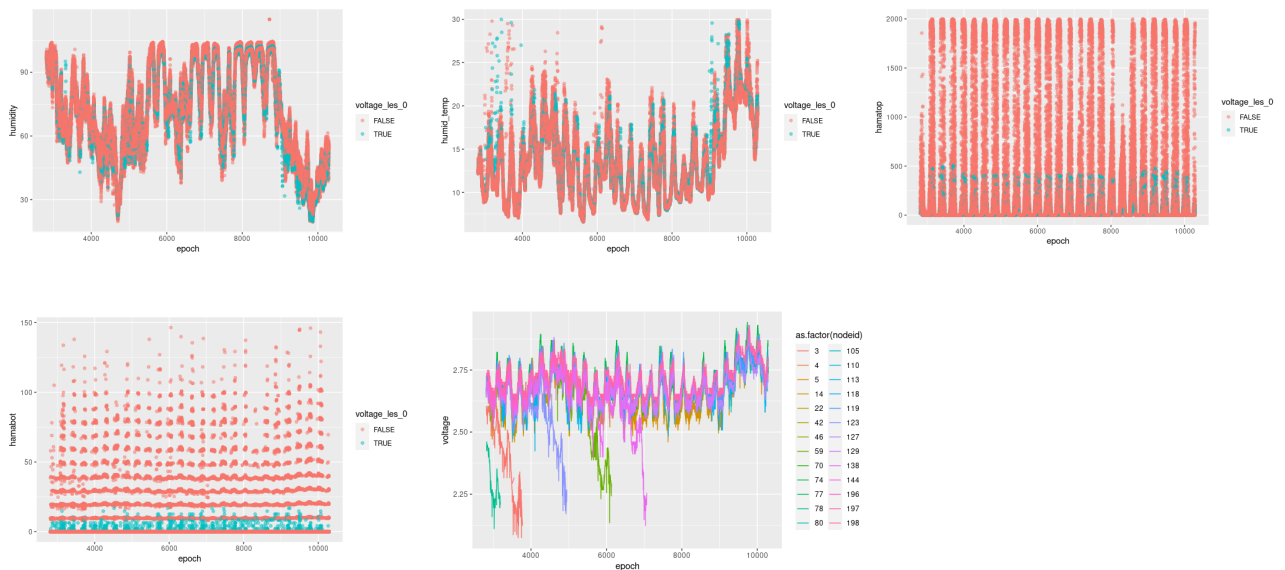 humidity
90
60
30
4000 6000 8000 10000
epoch
voltage_les_0
FALSE
TRUE
humid_temp
30
25
20
15
10
4000 6000 8000 10000
epoch
voltage_les_0
FALSE
TRUE
hamatop
2000
1500
1000
500
0
4000 6000 8000 10000
epoch
voltage_les_0
FALSE
TRUE
hamabot
150
100
50
0
4000 6000 8000 10000
epoch
voltage_les_0
FALSE
TRUE
voltage
2.75
2.50
2.25
4000 6000 8000 10000
epoch
as.factor(nodeid)
3 105
4 110
5 113
14 118
22 119
42 123
46 127
59 129
70 138
74 144
77 196
78 197
80 198